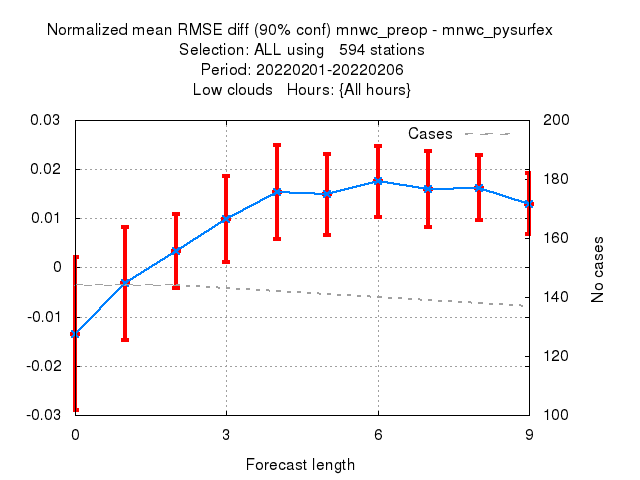 Normalized mean RMSE diff (90% conf) mnwc_preop - mnwc_pysurfex
Selection: ALL using   594 stations
Period: 20220201-20220206
Low clouds   Hours: {All hours}
Cases
0.03
0.02
0.01
0
-0.01
-0.02
-0.03
200
180
160
140
120
100
No cases
0
3
6
9
Forecast length